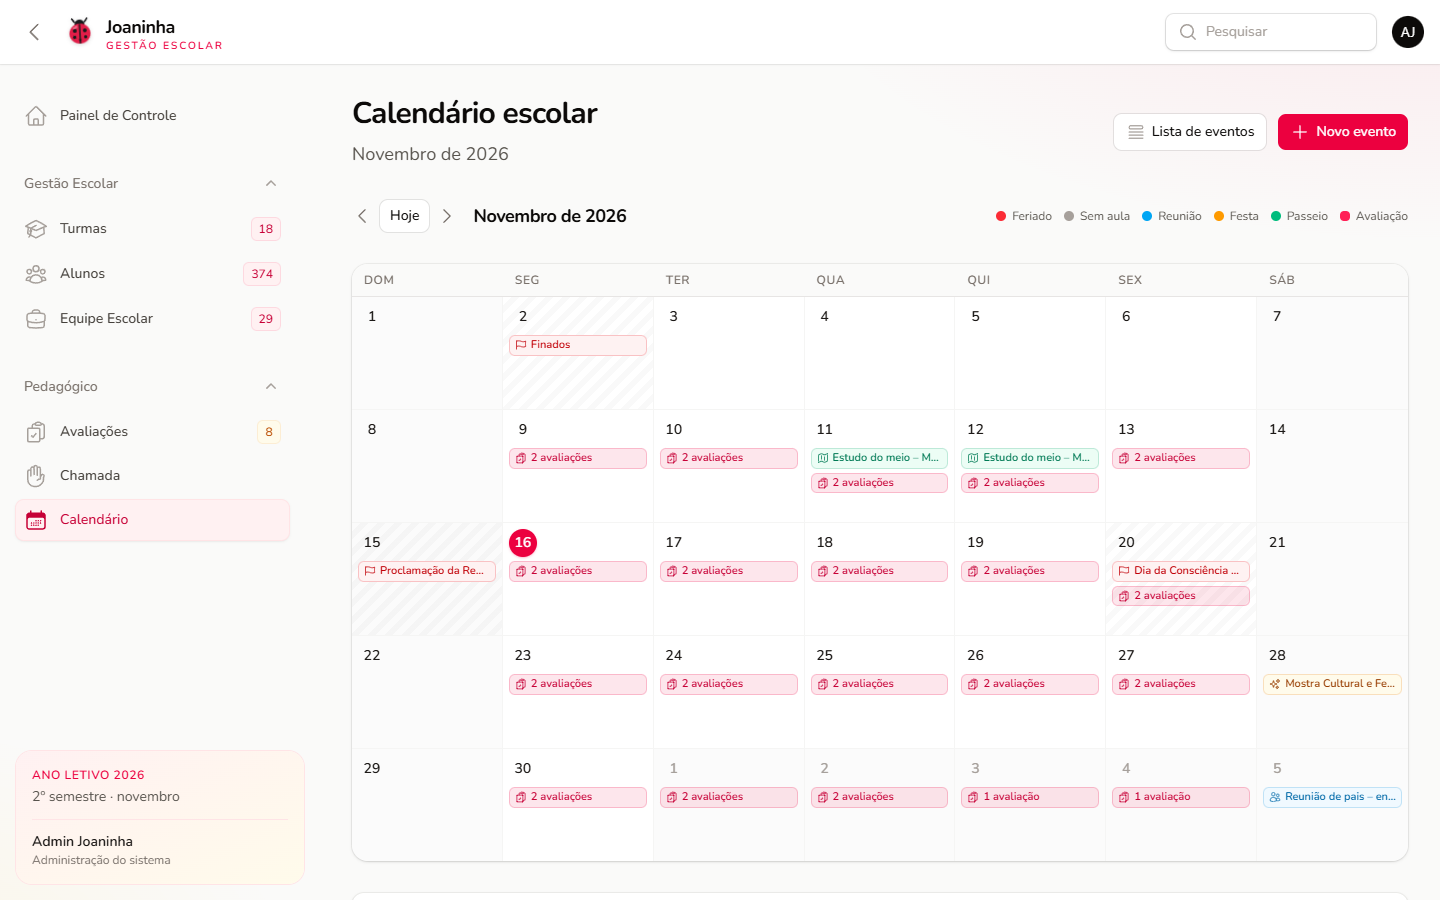 Joaninha
GESTÃO ESCOLAR
Pesquisar
AJ
Painel de Controle
Gestão Escolar
Turmas
18
Alunos
374
Equipe Escolar
29
Pedagógico
Avaliações
8
Chamada
Calendário
ANO LETIVO 2026
2º semestre · novembro
Admin Joaninha
Administração do sistema
Calendário escolar
Novembro de 2026
Lista de eventos
Novo evento
Hoje
Novembro de 2026
Feriado
Sem aula
Reunião
Festa
Passeio
Avaliação
DOM SEG TER QUA QUI SEX SÁB
1 2 3 4 5 6 7
Finados
8 9 10 11 12 13 14
2 avaliações 2 avaliações Estudo do meio – M... Estudo do meio – M... 2 avaliações
2 avaliações 2 avaliações
15 16 17 18 19 20 21
Proclamação da Re... 2 avaliações 2 avaliações 2 avaliações 2 avaliações Dia da Consciência ...
2 avaliações
22 23 24 25 26 27 28
2 avaliações 2 avaliações 2 avaliações 2 avaliações 2 avaliações Mostra Cultural e Fe...
29 30 1 2 3 4 5
2 avaliações 2 avaliações 2 avaliações 1 avaliação 1 avaliação Reunião de pais – en...